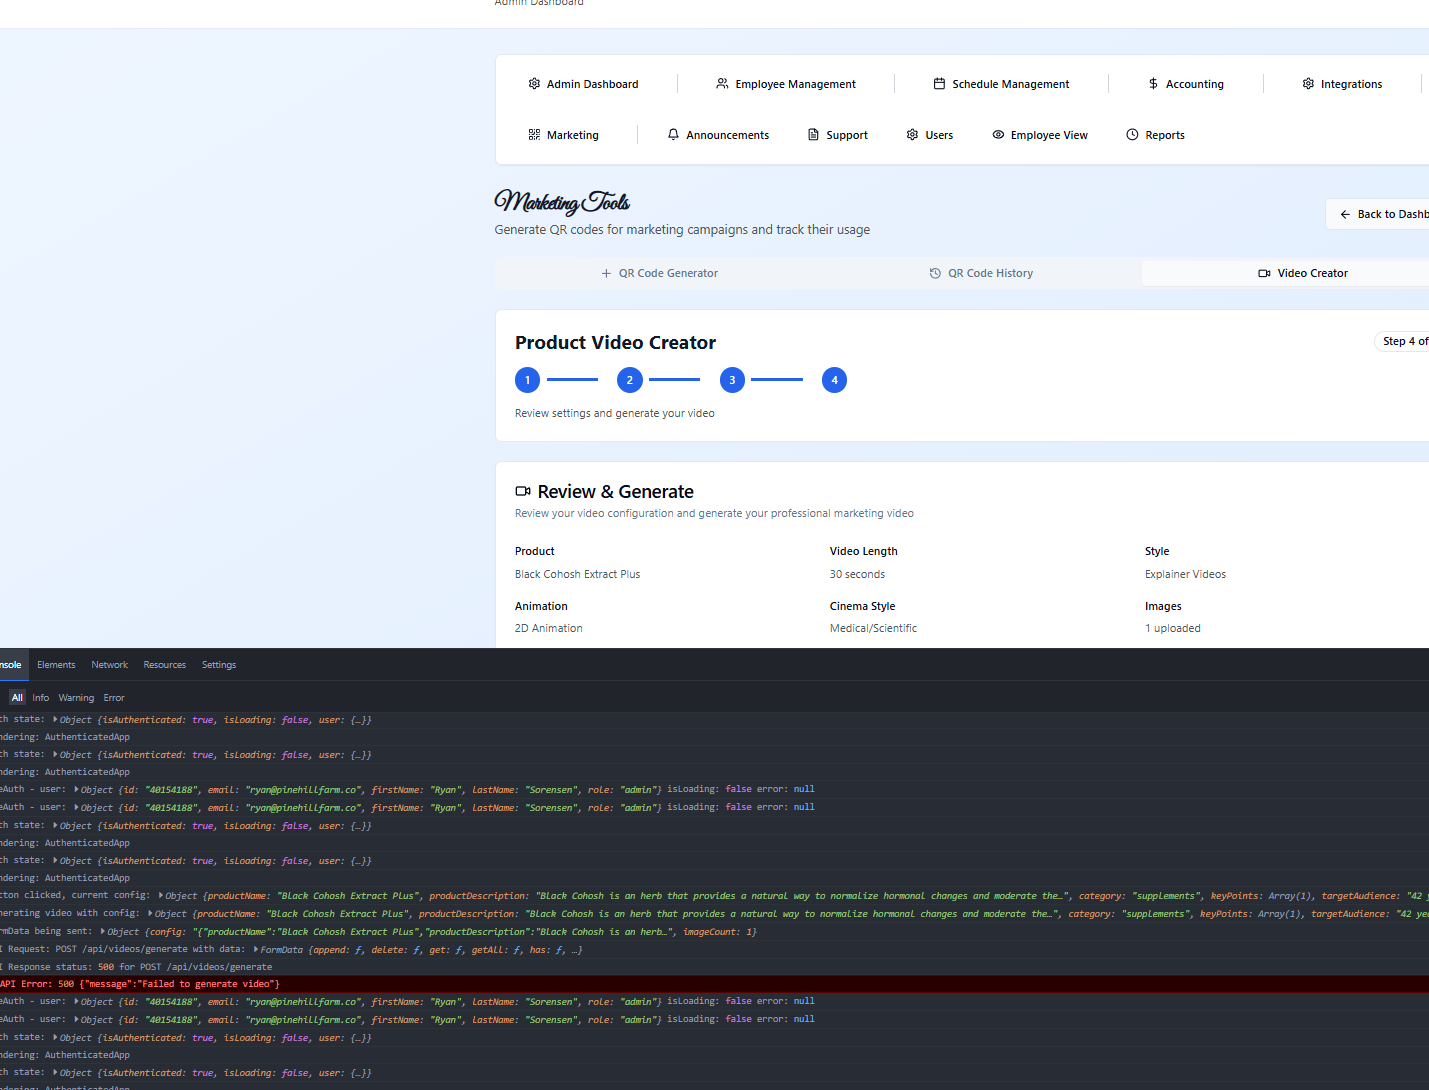 Admin Dashboard
Admin Dashboard
Employee Management
Schedule Management
Accounting
Integrations
Marketing
Announcements
Support
Users
Employee View
Reports
Marketing Tools
Generate QR codes for marketing campaigns and track their usage
Back to Dashb
QR Code Generator
QR Code History
Video Creator
Product Video Creator
Step 4 of
1 2 3 4
Review settings and generate your video
Review & Generate
Review your video configuration and generate your professional marketing video
Product Video Length Style
Black Cohosh Extract Plus 30 seconds Explainer Videos
Animation Cinema Style Images
2D Animation Medical/Scientific 1 uploaded
nsole Elements Network Resources Settings
All Info Warning Error
th state: Object {isAuthenticated: true, isLoading: false, user: {…}}
ndering: AuthenticatedApp
th state: Object {isAuthenticated: true, isLoading: false, user: {…}}
ndering: AuthenticatedApp
eAuth - user: Object {id: "40154188", email: "ryan@pinehillfarm.co", firstName: "Ryan", lastName: "Sorensen", role: "admin"} isLoading: false error: null
eAuth - user: Object {id: "40154188", email: "ryan@pinehillfarm.co", firstName: "Ryan", lastName: "Sorensen", role: "admin"} isLoading: false error: null
th state: Object {isAuthenticated: true, isLoading: false, user: {…}}
ndering: AuthenticatedApp
th state: Object {isAuthenticated: true, isLoading: false, user: {…}}
ndering: AuthenticatedApp
tton clicked, current config: Object {productName: "Black Cohosh Extract Plus", productDescription: "Black Cohosh is an herb that provides a natural way to normalize hormonal changes and moderate the…", category: "supplements", keyPoints: Array(1), targetAudience: "42 y
nerating video with config: Object {productName: "Black Cohosh Extract Plus", productDescription: "Black Cohosh is an herb that provides a natural way to normalize hormonal changes and moderate the…", category: "supplements", keyPoints: Array(1), targetAudience: "42 yea
rmData being sent: Object {config: "{"productName":"Black Cohosh Extract Plus","productDescription":"Black Cohosh is an herb…", imageCount: 1}
I Request: POST /api/videos/generate with data: FormData {append: ƒ, delete: ƒ, get: ƒ, getAll: ƒ, has: ƒ, …}
I Response status: 500 for POST /api/videos/generate
API Error: 500 {"message":"Failed to generate video"}
eAuth - user: Object {id: "40154188", email: "ryan@pinehillfarm.co", firstName: "Ryan", lastName: "Sorensen", role: "admin"} isLoading: false error: null
eAuth - user: Object {id: "40154188", email: "ryan@pinehillfarm.co", firstName: "Ryan", lastName: "Sorensen", role: "admin"} isLoading: false error: null
th state: Object {isAuthenticated: true, isLoading: false, user: {…}}
ndering: AuthenticatedApp
th state: Object {isAuthenticated: true, isLoading: false, user: {…}}
ndering: AuthenticatedApp